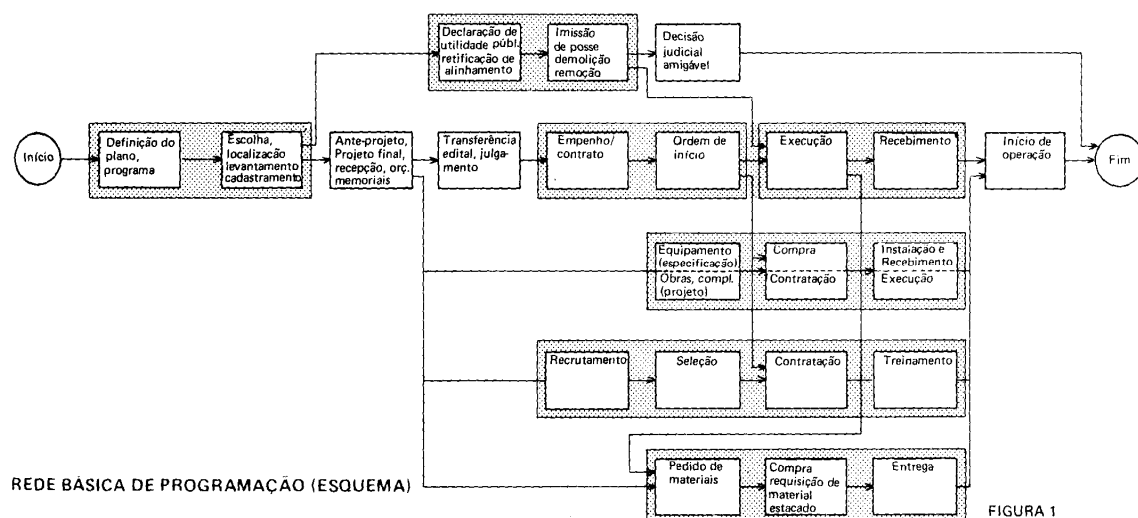 Declaração de
utilidade públ.
retificação de
alinhamento
Imissão
de posse
demolição
remoção
Decisão
judicial
amigável
Início
Definição do
plano,
programa
Escolha,
localização
levantamento
cadastramento
Ante-projeto,
Projeto final,
recepção, orç.
memoriais
Transferência
edital, julga-
mento
Empenho/
contrato
Ordem de
início
Execução
Recebimento
Início de
operação
Fim
Equipamento
(especificação)
Obras, compl.
(projeto)
Compra
Contratação
Instalação e
Recebimento
Execução
Recrutamento
Seleção
Contratação
Treinamento
Pedido de
materiais
Compra
requisição de
material
estacado
Entrega
REDE BÁSICA DE PROGRAMAÇÃO (ESQUEMA)
FIGURA 1